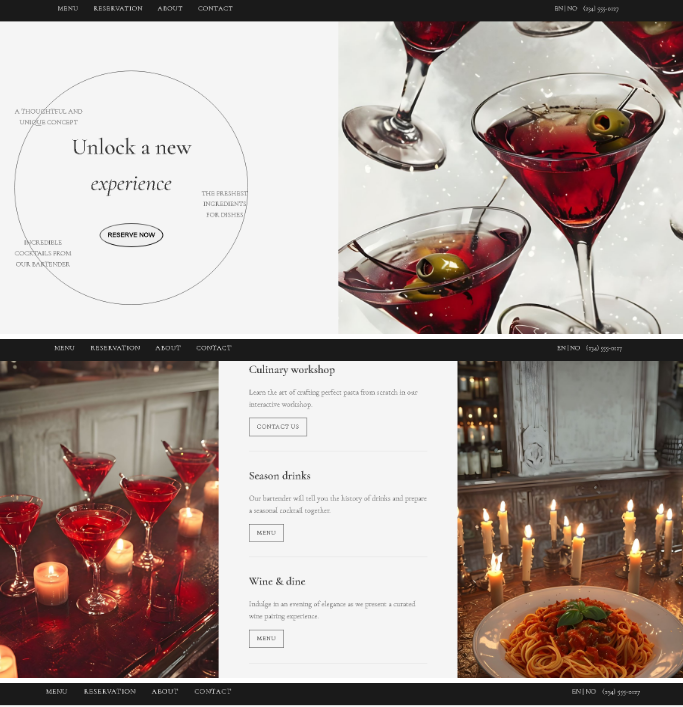 MENU RESERVATION ABOUT CONTACT EN | NO (234) 555-0127
A THOUGHTFUL AND
UNIQUE CONCEPT
Unlock a new
experience
THE FRESHEST
INGREDIENTS
FOR DISHES
RESERVE NOW
INCREDIBLE
COCKTAILS FROM
OUR BARTENDER
MENU RESERVATION ABOUT CONTACT EN | NO (234) 555-0127
Culinary workshop
Learn the art of crafting perfect pasta from scratch in our
interactive workshop.
CONTACT US
Season drinks
Our bartender will tell you the history of drinks and prepare
a seasonal cocktail together.
MENU
Wine & dine
Indulge in an evening of elegance as we present a curated
wine pairing experience.
MENU
MENU RESERVATION ABOUT CONTACT EN | NO (234) 555-0127